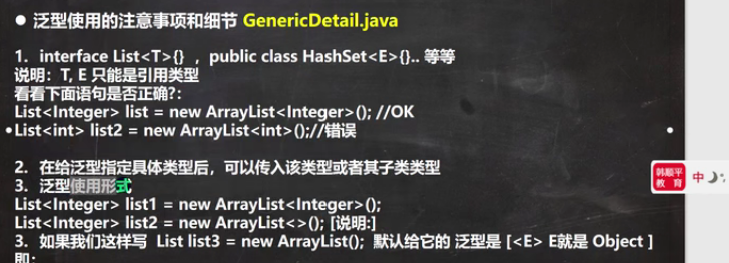 ● 泛型使用的注意事项和细节 GenericDetail.java
1. interface List<T>{} , public class HashSet<E>{}.. 等等
说明: T, E 只能是引用类型
看看下面语句是否正确?:
List<Integer> list = new ArrayList<Integer>(); //OK
List<int> list2 = new ArrayList<int>();//错误
2. 在给泛型指定具体类型后，可以传入该类型或者其子类类型
3. 泛型使用形式
List<Integer> list1 = new ArrayList<Integer>();
List<Integer> list2 = new ArrayList<>(); [说明:]
3. 如果我们这样写 List list3 = new ArrayList(); 默认给它的 泛型是 [<E> E就是 Object ]
即:
韩顺平
教育
中